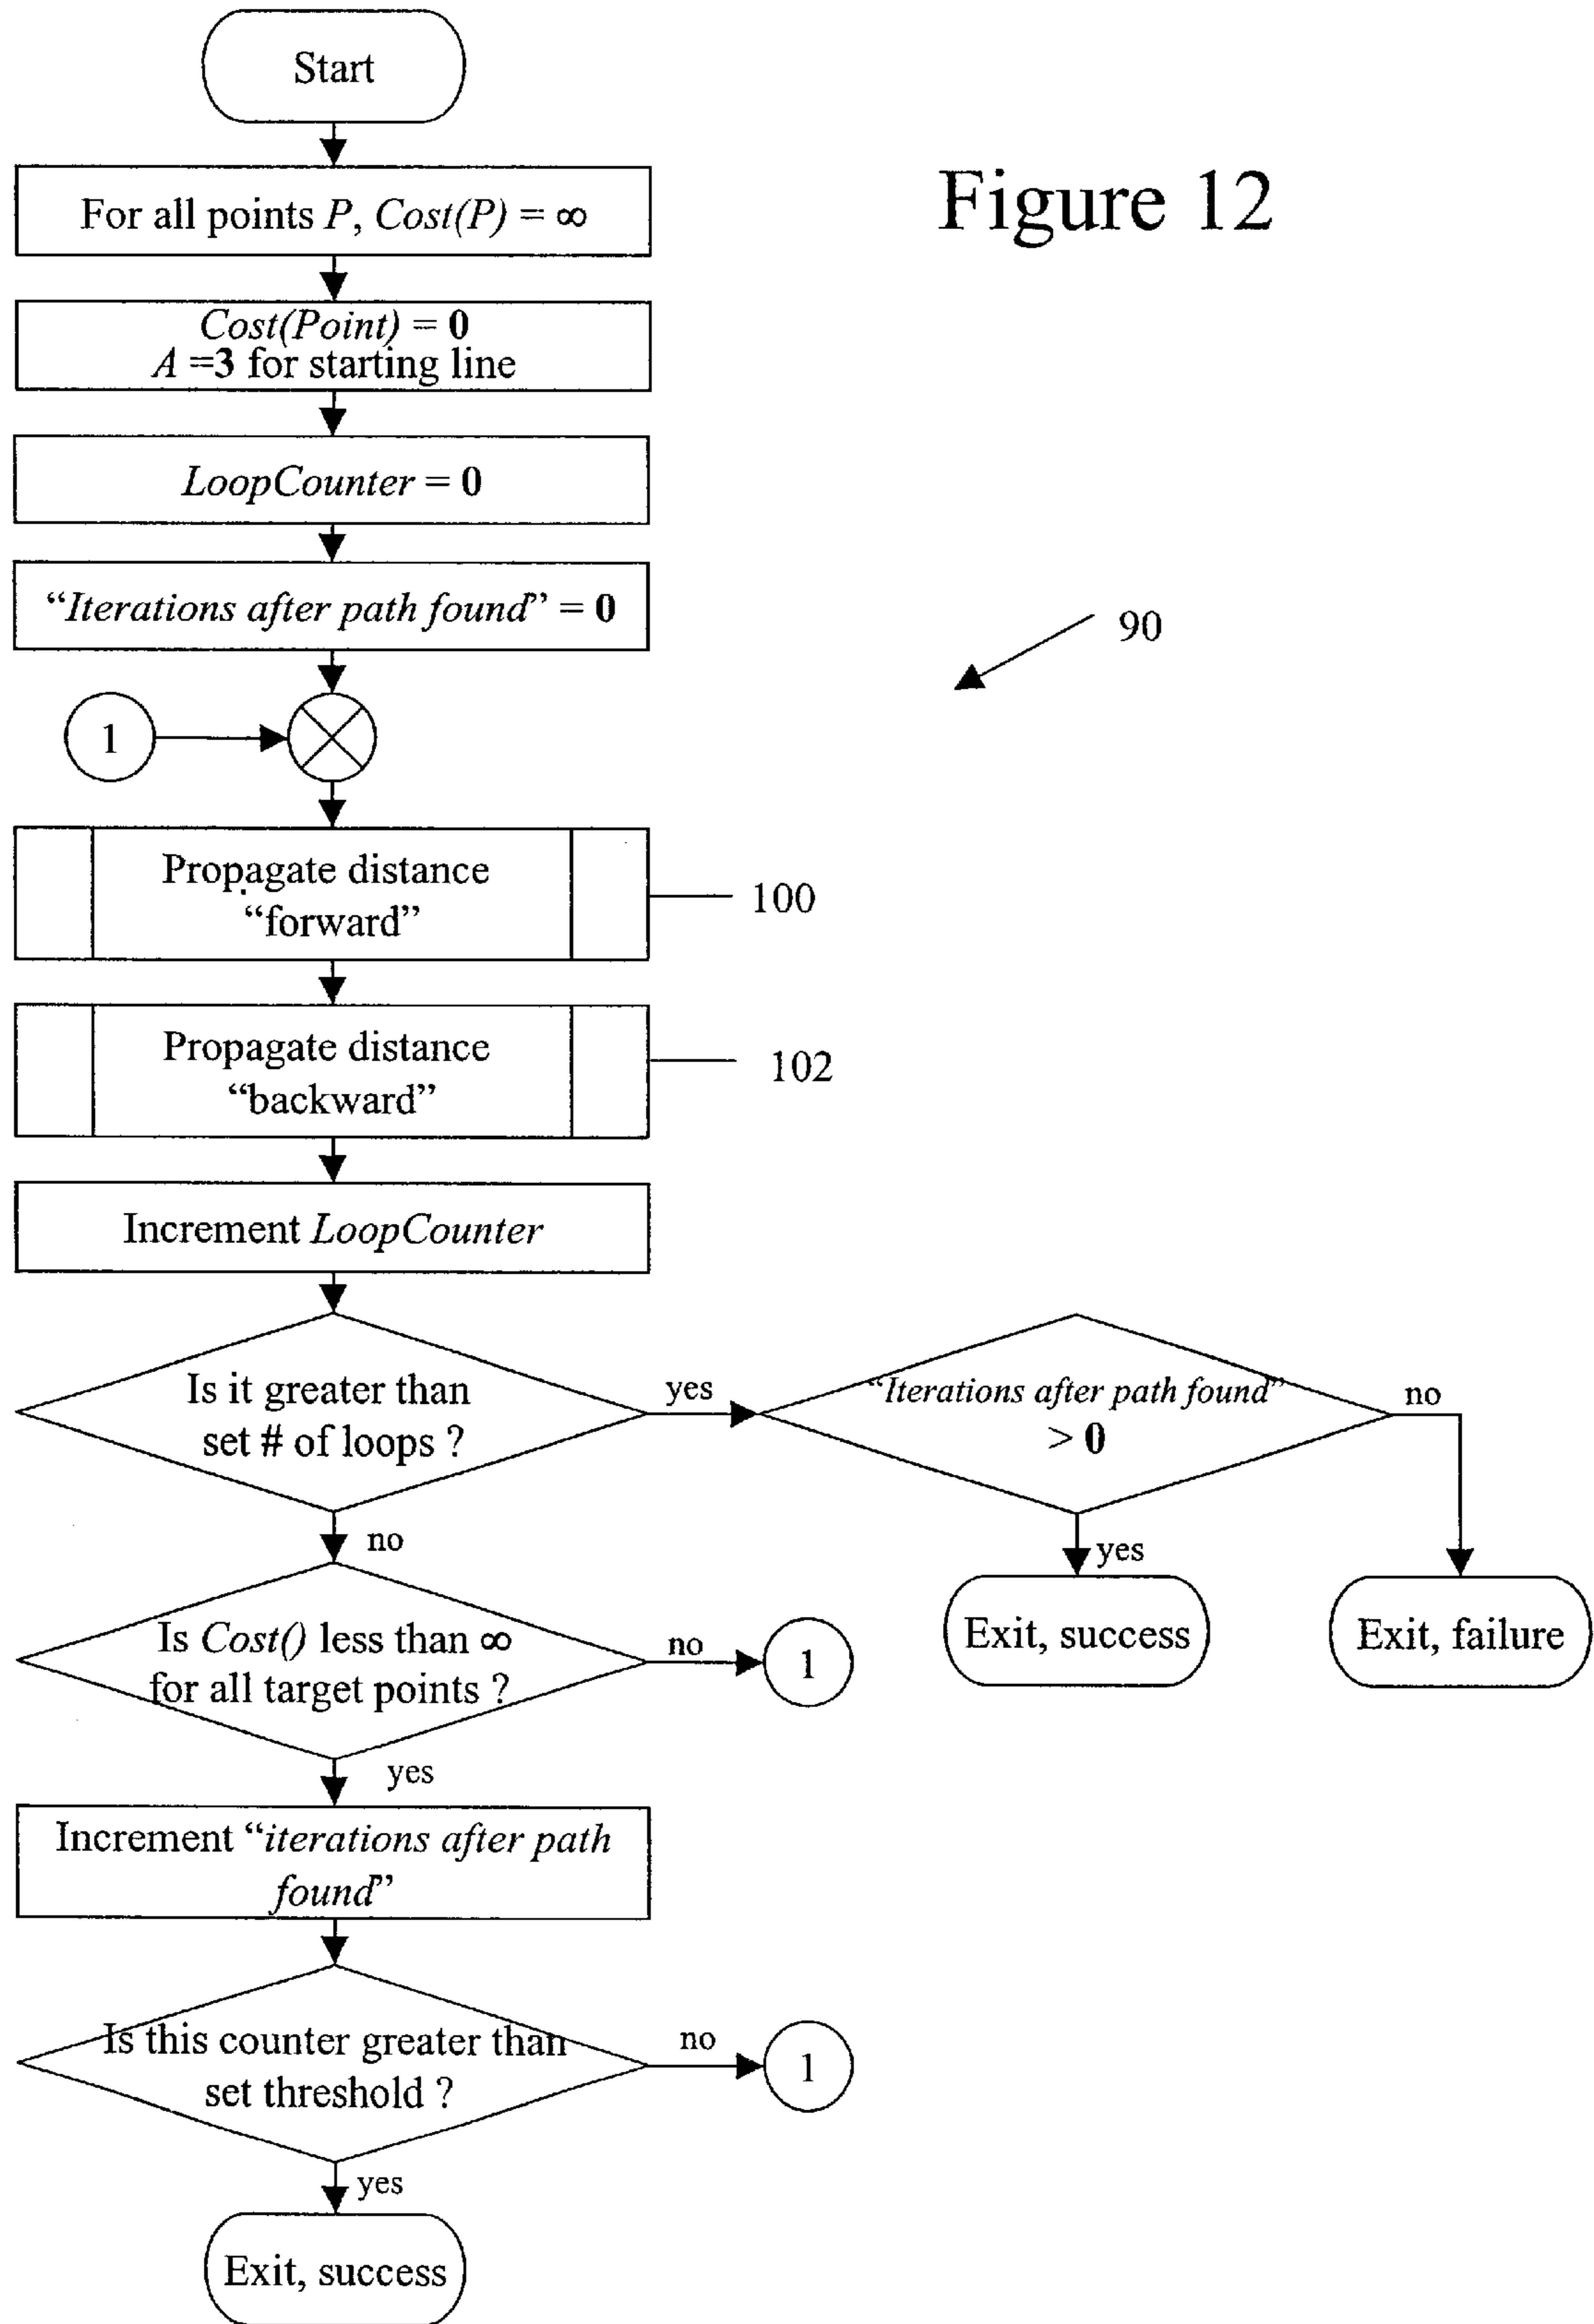 Start
Figure 12
For all points P, Cost(P) = ∞
Cost(Point) = 0
A =3 for starting line
LoopCounter = 0
“Iterations after path found” = 0
90
1
Propagate distance
“forward”
100
Propagate distance
“backward”
102
Increment LoopCounter
Is it greater than
set # of loops ?
yes
“Iterations after path found”
> 0
no
no
yes
Is Cost() less than ∞
for all target points ?
no
1
Exit, success
Exit, failure
yes
Increment “iterations after path
found”
Is this counter greater than
set threshold ?
no
1
yes
Exit, success